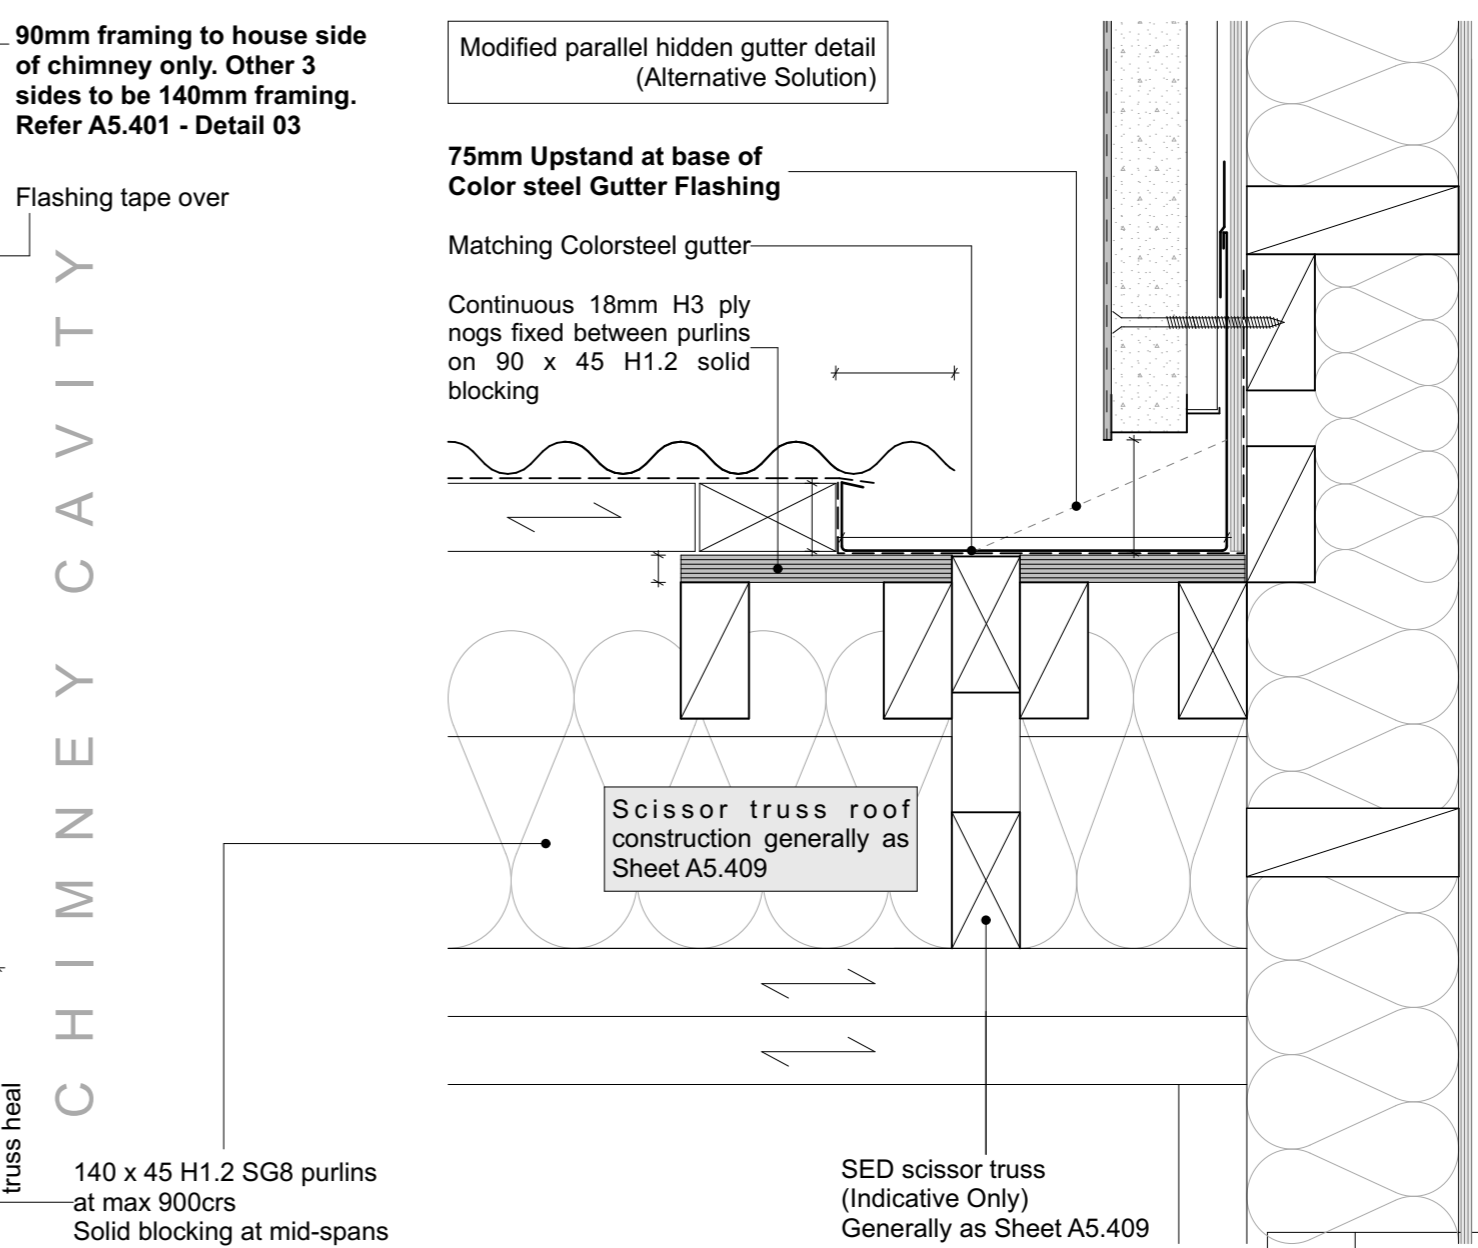 90mm framing to house side
of chimney only. Other 3
sides to be 140mm framing.
Refer A5.401 - Detail 03
Flashing tape over
CHIMNEY CAVITY
truss heal
140 x 45 H1.2 SG8 purlins
at max 900crs
Solid blocking at mid-spans
Modified parallel hidden gutter detail
(Alternative Solution)
75mm Upstand at base of
Color steel Gutter Flashing
Matching Colorsteel gutter
Continuous 18mm H3 ply
nogs fixed between purlins
on 90 x 45 H1.2 solid
blocking
Scissor truss roof
construction generally as
Sheet A5.409
SED scissor truss
(Indicative Only)
Generally as Sheet A5.409